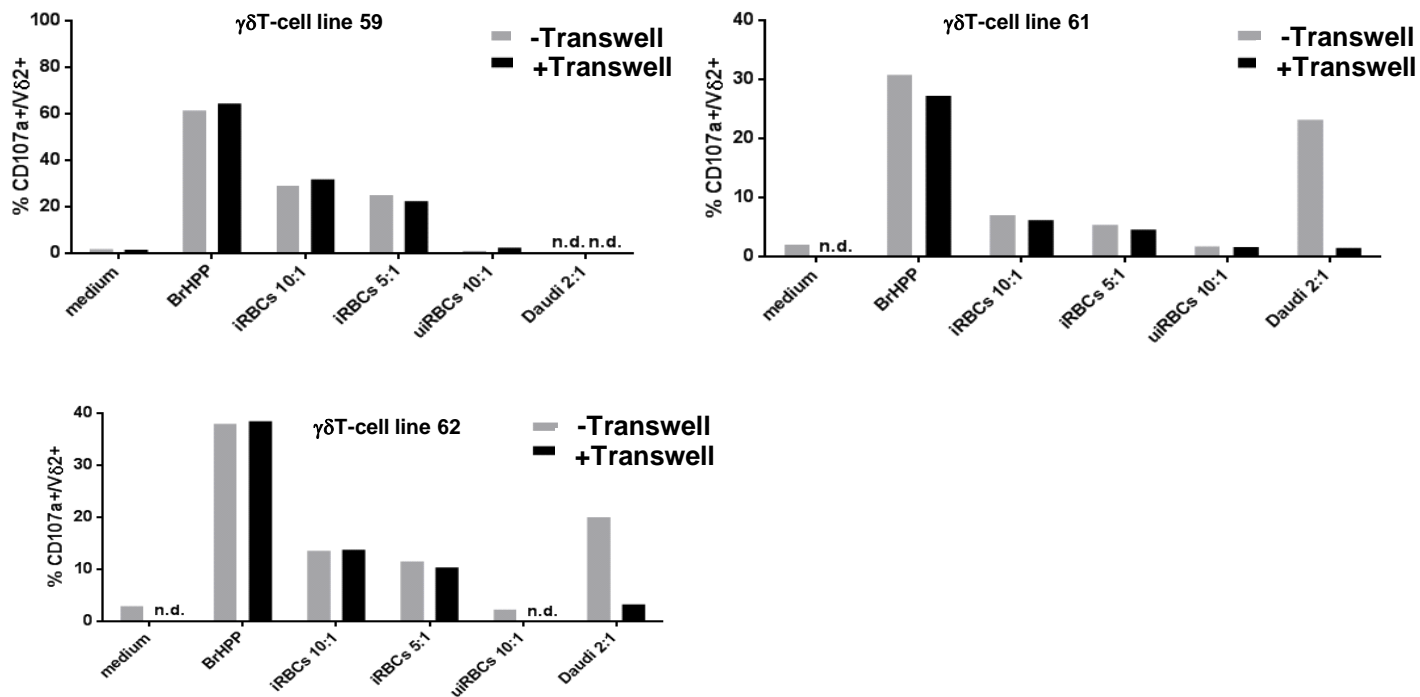 γδT-cell line 59
-Transwell
+Transwell
% CD107a+/Vδ2+
100
80
60
40
20
0
n.d. n.d.
medium
BrHPP
iRBCs 10:1
iRBCs 5:1
uiRBCs 10:1
Daudi 2:1
γδT-cell line 61
-Transwell
+Transwell
% CD107a+/Vδ2+
40
30
20
10
0
n.d.
medium
BrHPP
iRBCs 10:1
iRBCs 5:1
uiRBCs 10:1
Daudi 2:1
γδT-cell line 62
-Transwell
+Transwell
% CD107a+/Vδ2+
40
30
20
10
0
n.d.
n.d.
medium
BrHPP
iRBCs 10:1
iRBCs 5:1
uiRBCs 10:1
Daudi 2:1